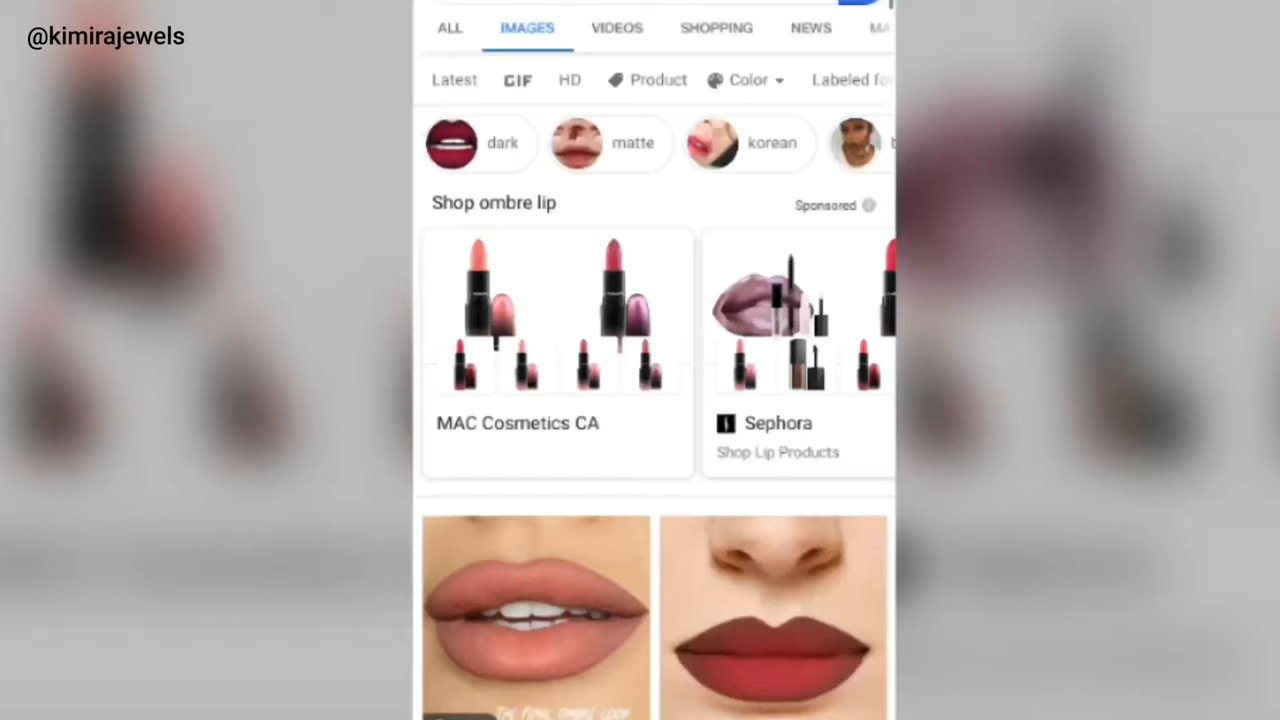 @kimirajewels
ALL IMAGES VIDEOS SHOPPING NEWS
Latest GIF HD Product Color Labeled
dark matte korean
Shop ombre lip
Sponsored
MAC Cosmetics CA
Sephora
Shop Lip Products